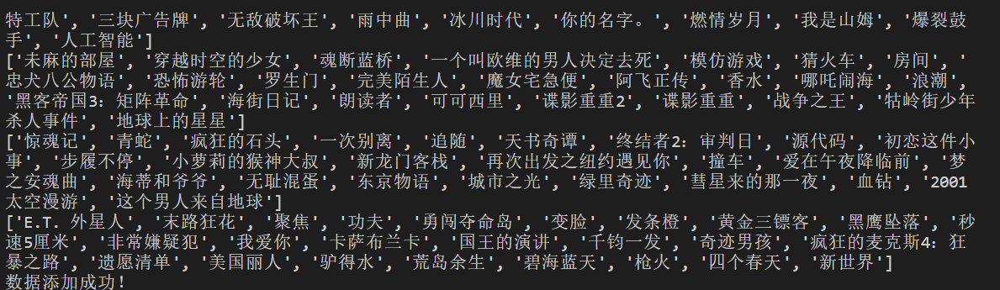 特工队', '三块广告牌', '无敌破坏王', '雨中曲', '冰川时代', '你的名字。', '燃情岁月', '我是山姆', '爆裂鼓
手', '人工智能']
['未麻的部屋', '穿越时空的少女', '魂断蓝桥', '一个叫欧维的男人决定去死', '模仿游戏', '猜火车', '房间', '
忠犬八公物语', '恐怖游轮', '罗生门', '完美陌生人', '魔女宅急便', '阿飞正传', '香水', '哪吒闹海', '浪潮',
'黑客帝国3：矩阵革命', '海街日记', '朗读者', '可可西里', '谍影重重2', '谍影重重', '战争之王', '牯岭街少年
杀人事件', '地球上的星星']
['惊魂记', '青蛇', '疯狂的石头', '一次别离', '追随', '天书奇谭', '终结者2：审判日', '源代码', '初恋这件小
事', '步履不停', '小萝莉的猴神大叔', '新龙门客栈', '再次出发之纽约遇见你', '撞车', '爱在午夜降临前', '梦
之安魂曲', '海蒂和爷爷', '无耻混蛋', '东京物语', '城市之光', '绿里奇迹', '彗星来的那一夜', '血钻', '2001
太空漫游', '这个男人来自地球']
['E.T. 外星人', '末路狂花', '聚焦', '功夫', '勇闯夺命岛', '变脸', '发条橙', '黄金三镖客', '黑鹰坠落', '秒
速5厘米', '非常嫌疑犯', '我爱你', '卡萨布兰卡', '国王的演讲', '千钧一发', '奇迹男孩', '疯狂的麦克斯4：狂
暴之路', '遗愿清单', '美国丽人', '驴得水', '荒岛余生', '碧海蓝天', '枪火', '四个春天', '新世界']
数据添加成功！